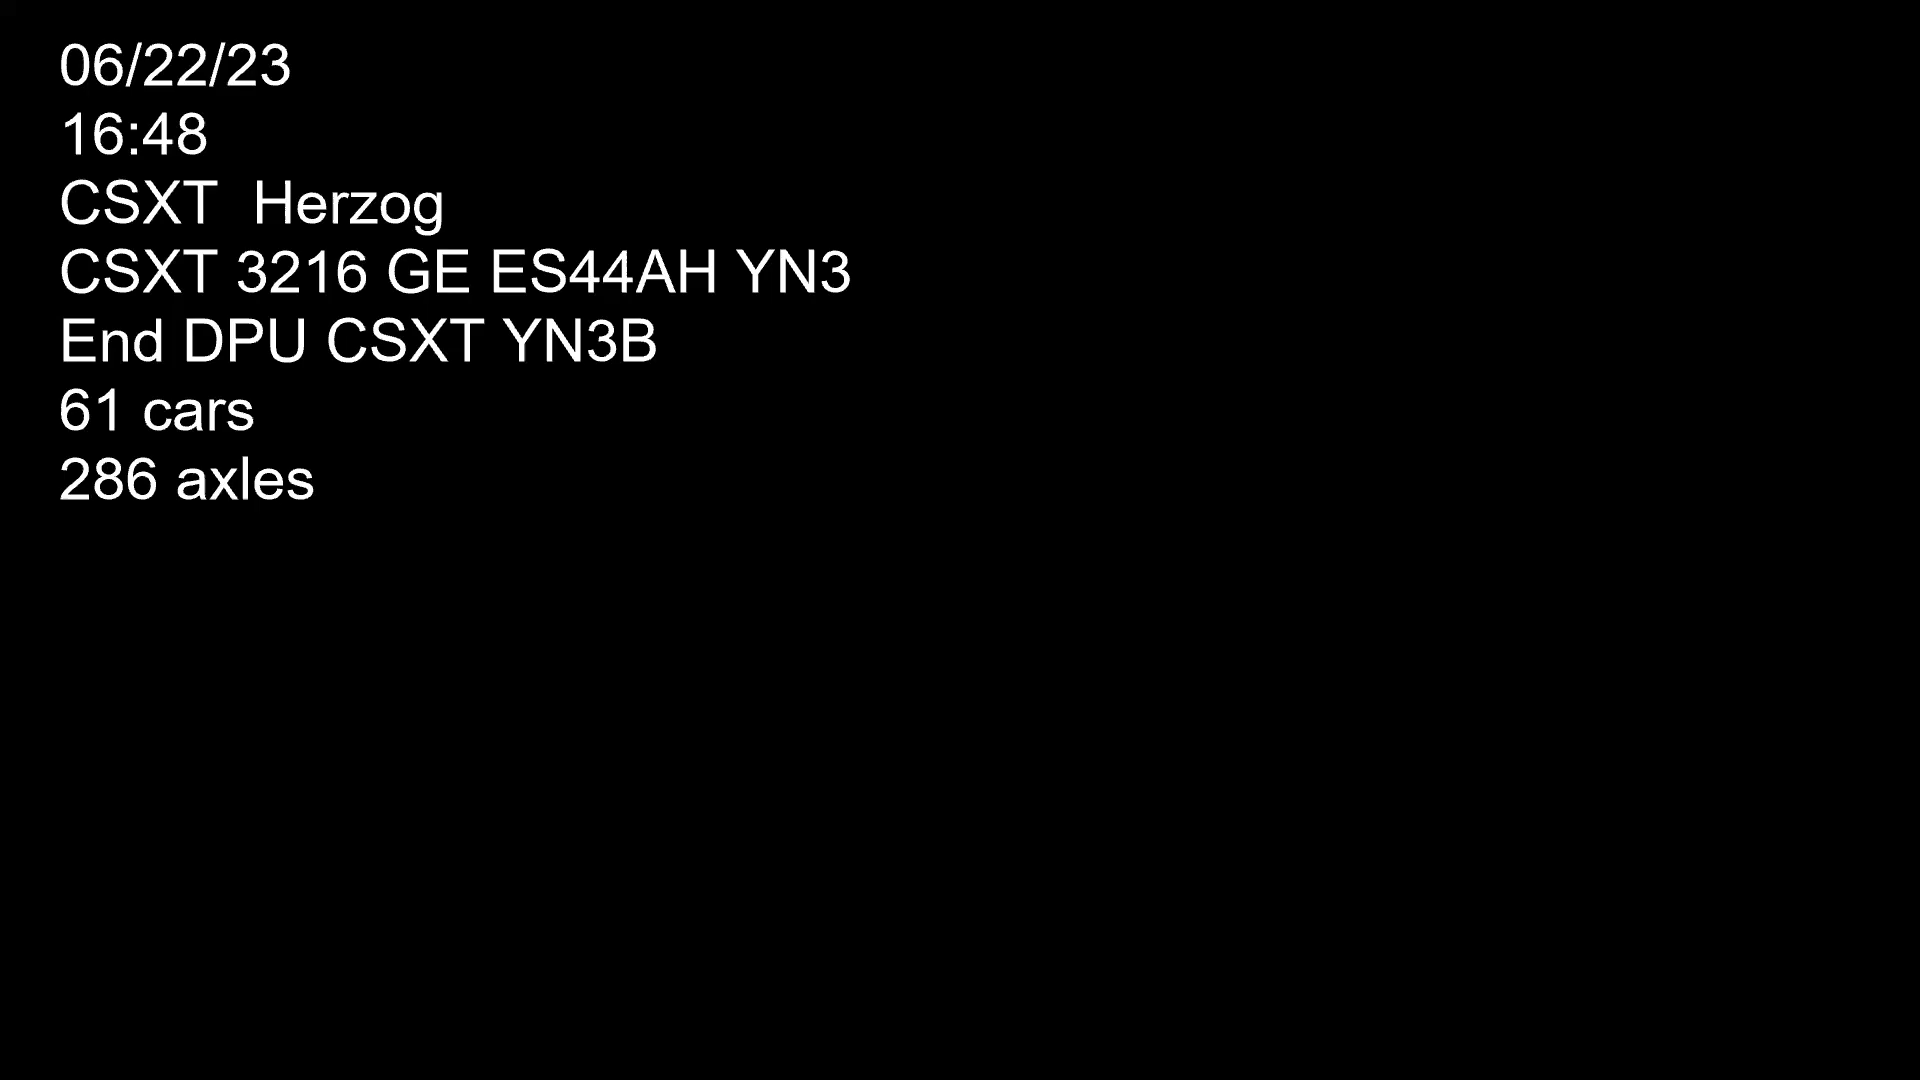 06/22/23
16:48
CSXT  Herzog
CSXT 3216 GE ES44AH YN3
End DPU CSXT YN3B
61 cars
286 axles